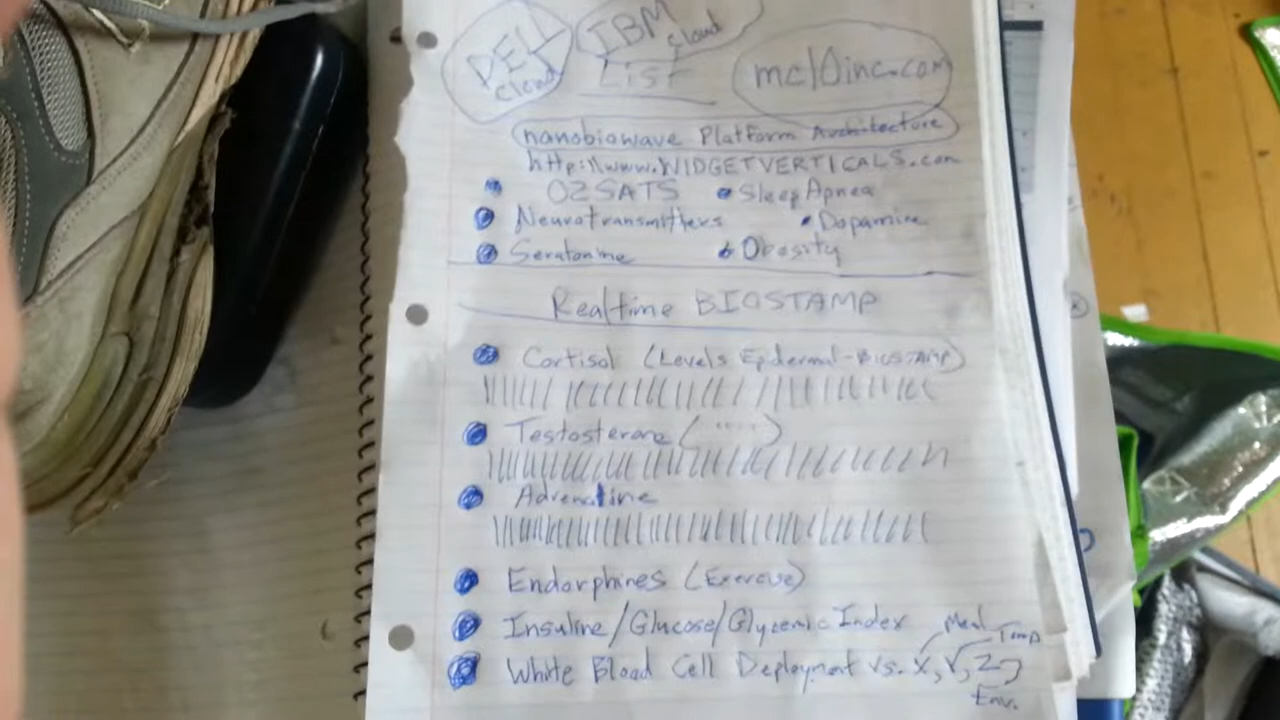 DELL Cloud
IBM Cloud
List
mc10inc.com
nanobiowave Platform Architecture
http://www.WIDGETVERTICALS.com
• O2SATS • Sleep Apnea
• Neurotransmitters • Dopamine
• Seratonine • Obesity
Realtime BIOSTAMP
• Cortisol (Levels Epidermal-BIOSTAMP)
• Testosterone (....)
• Adrenaline
• Endorphines (Exercise)
• Insuline/Glucose/Glycemic Index
Meal Temp
• White Blood Cell Deployment vs. X, Y, Z
Env.